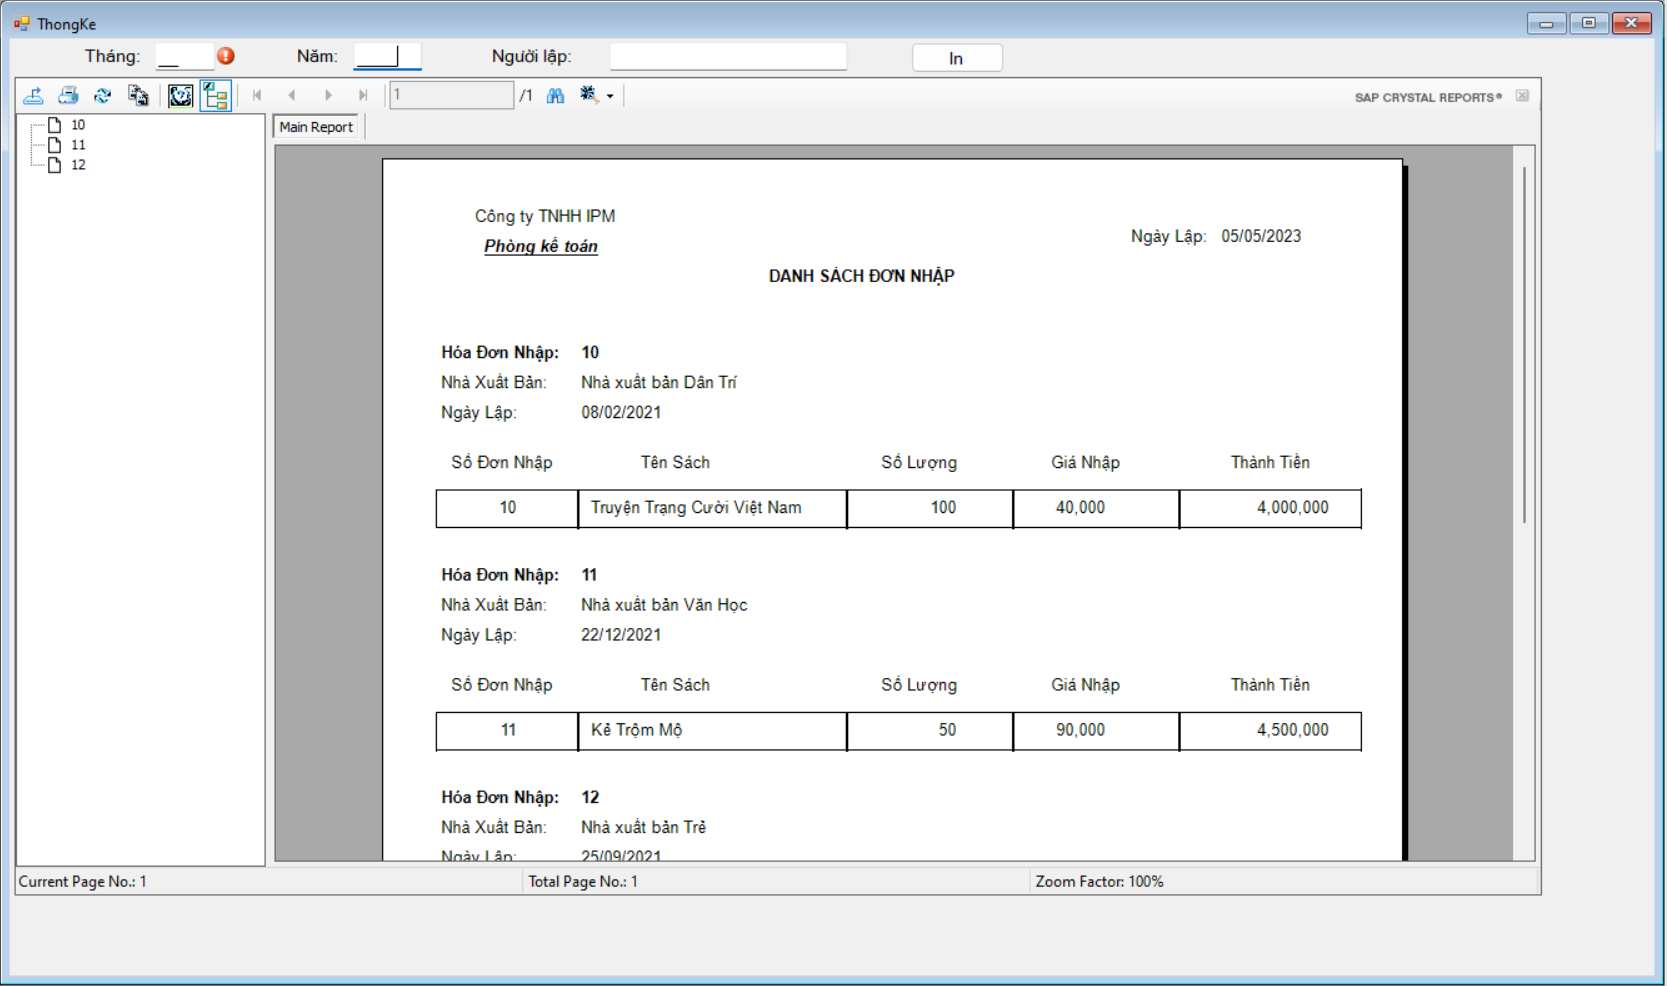 ThongKe
Tháng: __ Năm: ____ Người lập: In
1 /1 SAP CRYSTAL REPORTS®
10
11
12
Main Report
Công ty TNHH IPM
Phòng kế toán
Ngày Lập: 05/05/2023
DANH SÁCH ĐƠN NHẬP
Hóa Đơn Nhập: 10
Nhà Xuất Bản: Nhà xuất bản Dân Trí
Ngày Lập: 08/02/2021
Số Đơn Nhập Tên Sách Số Lượng Giá Nhập Thành Tiền
10 Truyện Trạng Cười Việt Nam 100 40,000 4,000,000
Hóa Đơn Nhập: 11
Nhà Xuất Bản: Nhà xuất bản Văn Học
Ngày Lập: 22/12/2021
Số Đơn Nhập Tên Sách Số Lượng Giá Nhập Thành Tiền
11 Kẻ Trộm Mộ 50 90,000 4,500,000
Hóa Đơn Nhập: 12
Nhà Xuất Bản: Nhà xuất bản Trẻ
Ngày Lập: 25/09/2021
Current Page No.: 1 Total Page No.: 1 Zoom Factor: 100%